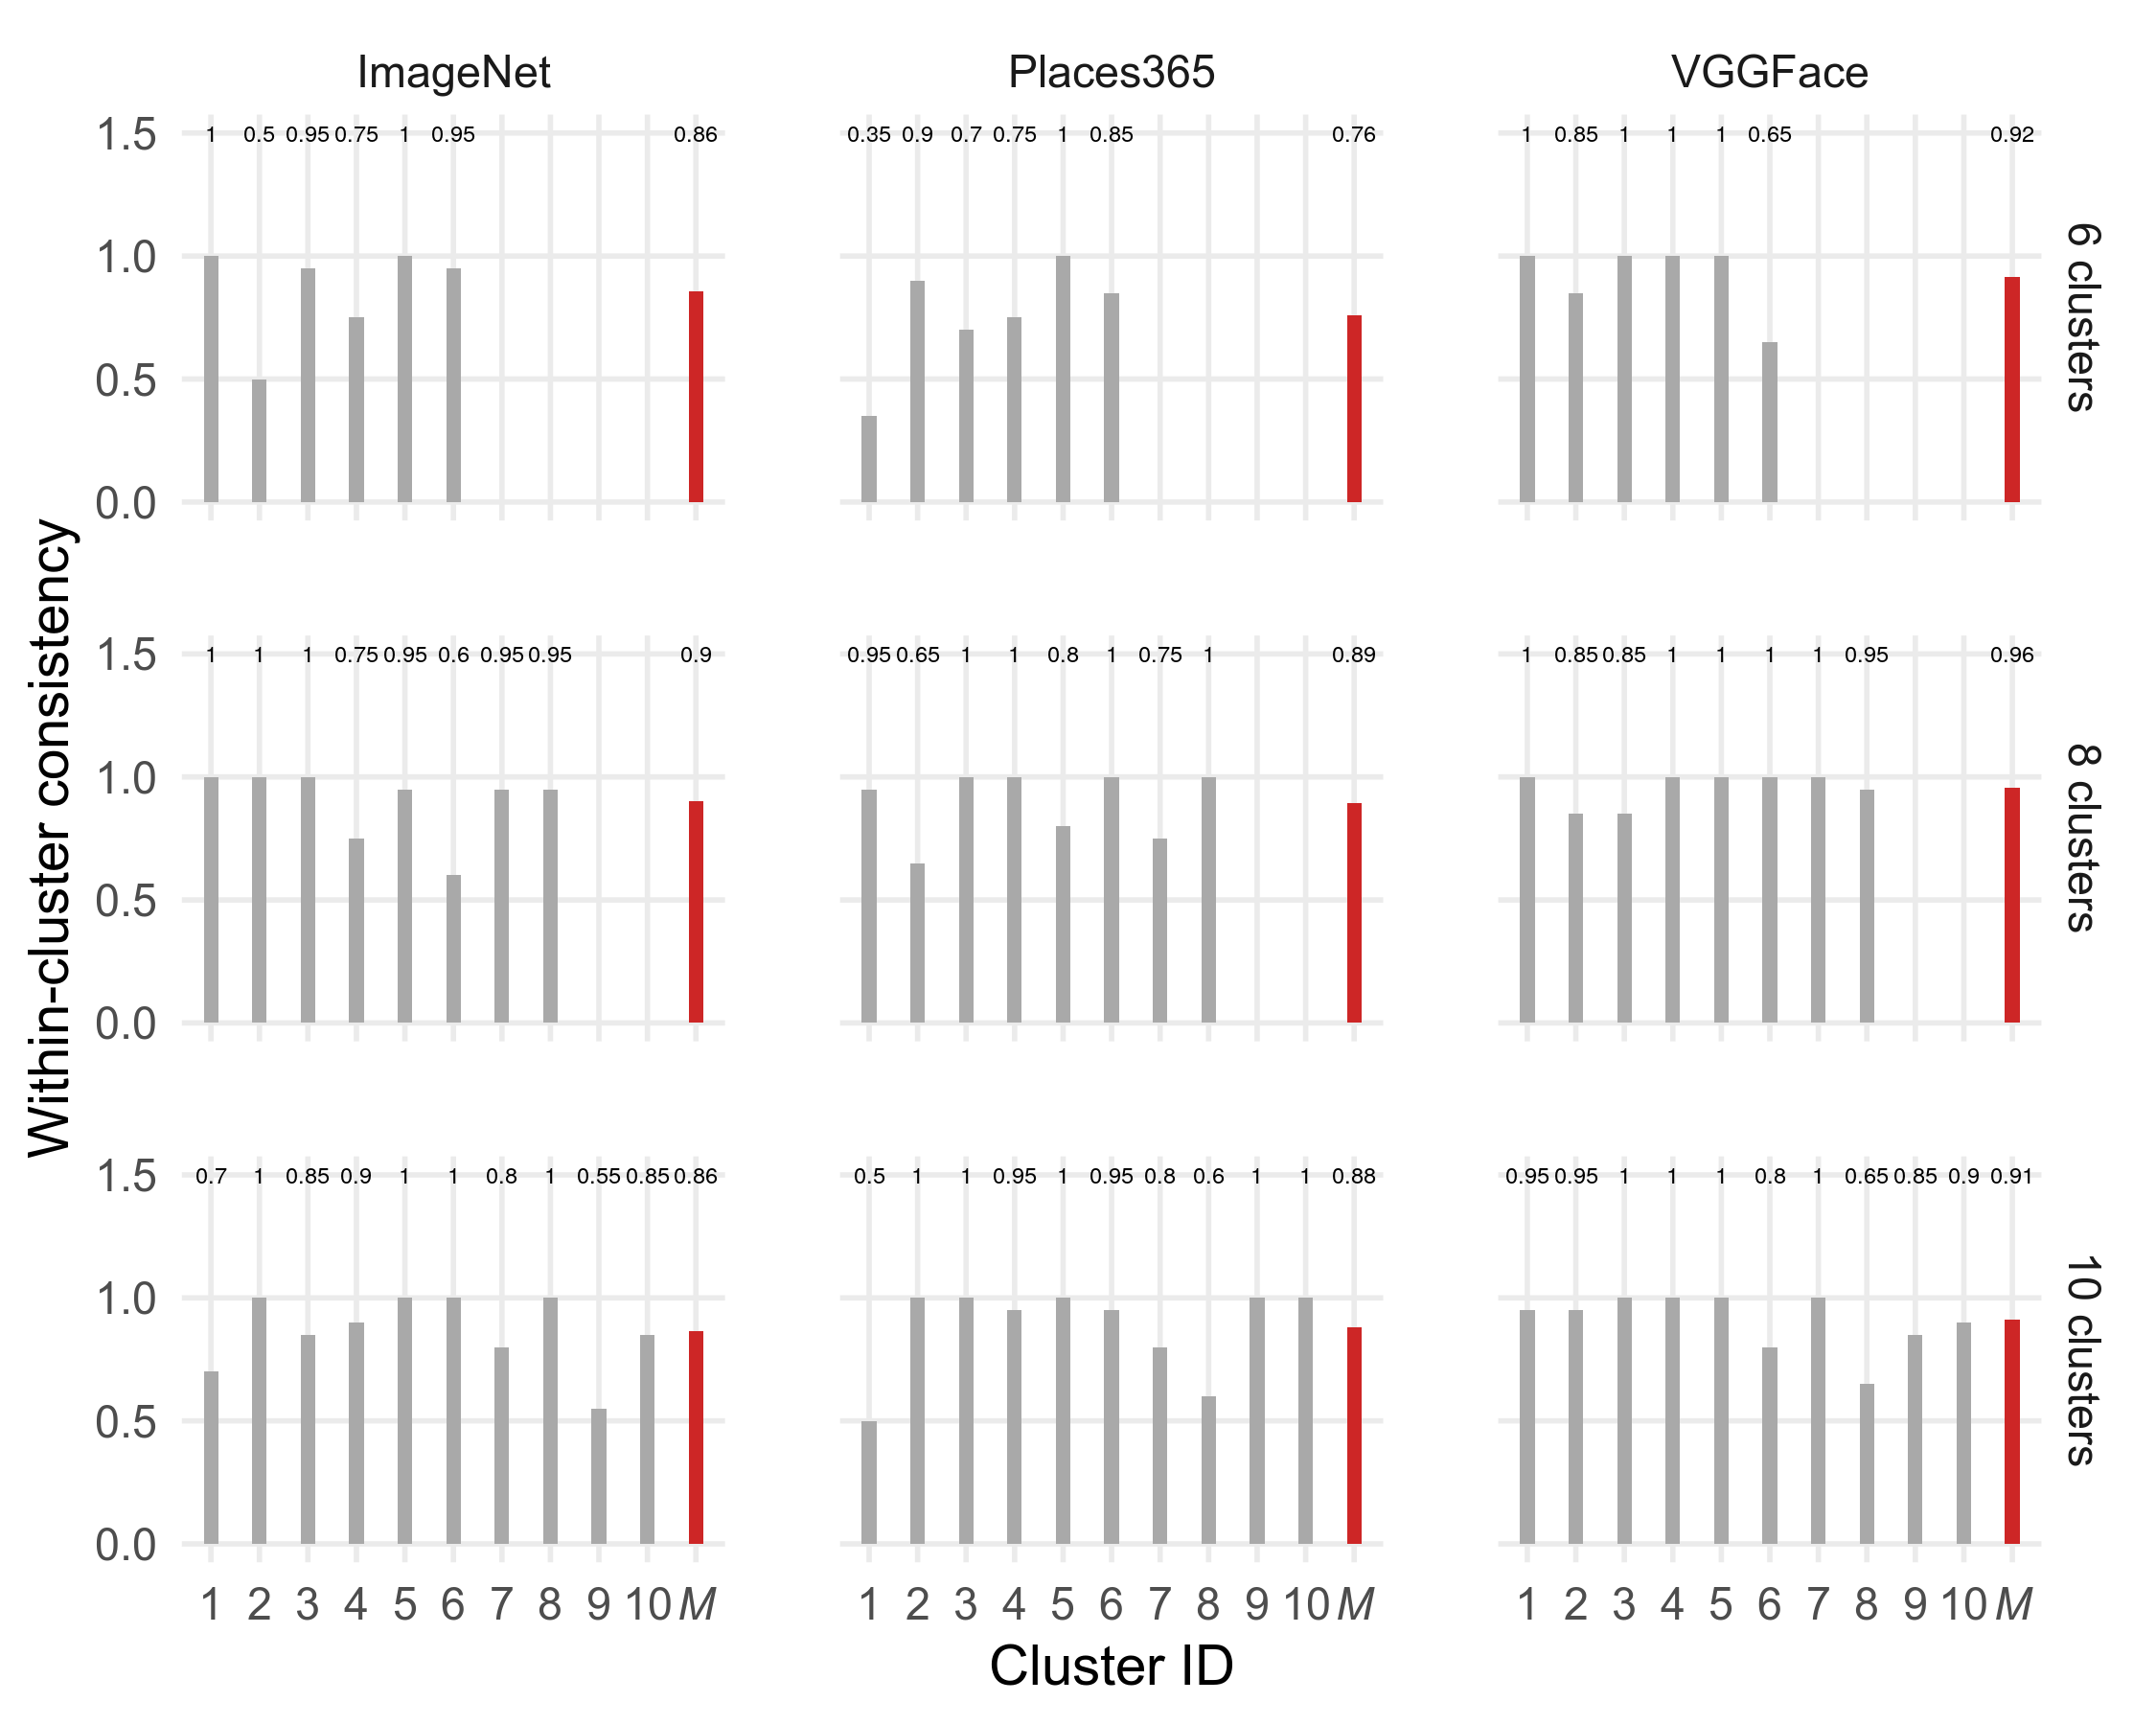 ImageNet Places365 VGGFace
1.5 1 0.5 0.95 0.75 1 0.95 0.86 0.35 0.9 0.7 0.75 1 0.85 0.76 1 0.85 1 1 1 0.65 0.92
1.0
0.5
0.0
6 clusters
1.5 1 1 1 0.75 0.95 0.6 0.95 0.95 0.9 0.95 0.65 1 1 0.8 1 0.75 1 0.89 1 0.85 0.85 1 1 1 1 0.95 0.96
1.0
0.5
0.0
8 clusters
1.5 0.7 1 0.85 0.9 1 1 0.8 1 0.55 0.85 0.86 0.5 1 1 0.95 1 0.95 0.8 0.6 1 1 0.88 0.95 0.95 1 1 1 0.8 1 0.65 0.85 0.9 0.91
1.0
0.5
0.0
10 clusters
1 2 3 4 5 6 7 8 9 10 M 1 2 3 4 5 6 7 8 9 10 M 1 2 3 4 5 6 7 8 9 10 M
Cluster ID
Within-cluster consistency